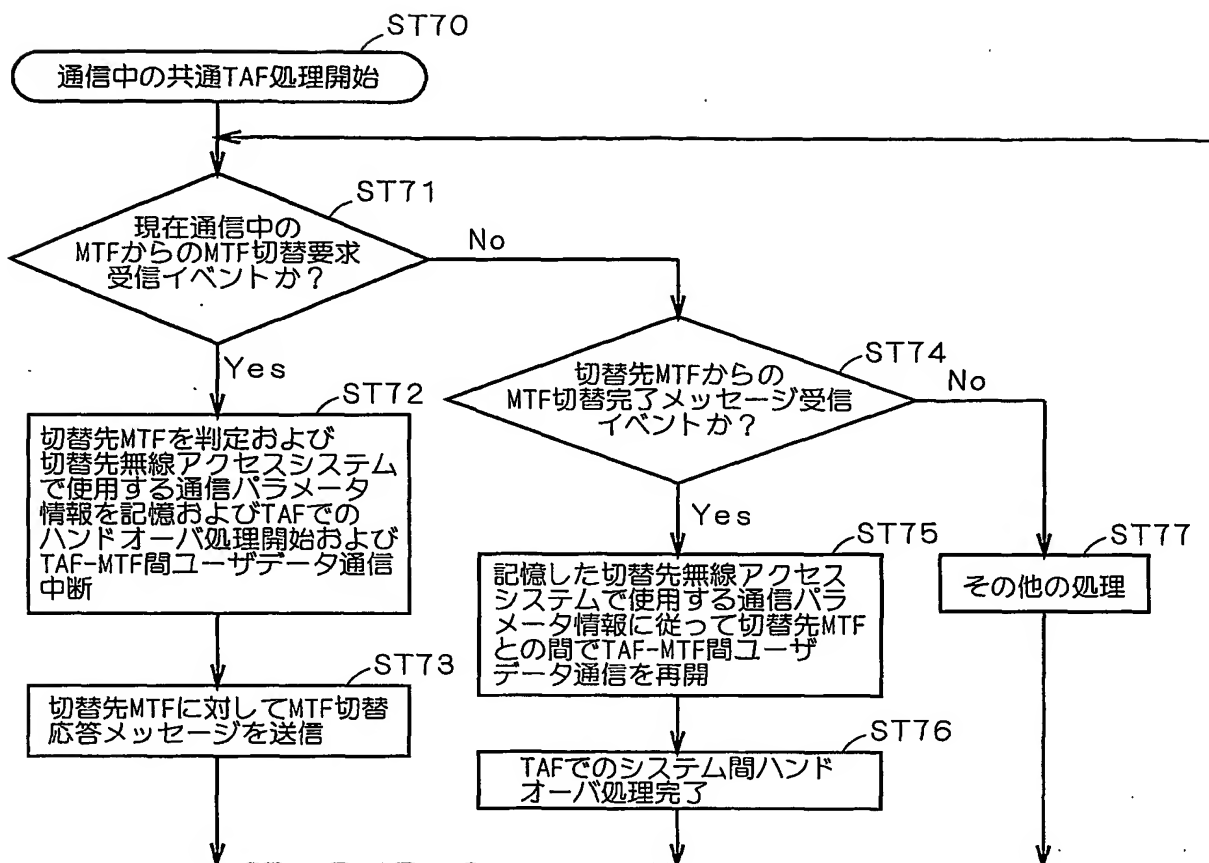 ST70
通信中の共通TAF処理開始
ST71
現在通信中の
MTFからのMTF切替要求
受信イベントか？
No
Yes
ST72
切替先MTFを判定および
切替先無線アクセスシステム
で使用する通信パラメータ
情報を記憶およびTAFでの
ハンドオーバ処理開始および
TAF-MTF間ユーザデータ通信
中断
ST73
切替先MTFに対してMTF切替
応答メッセージを送信
ST74
切替先MTFからの
MTF切替完了メッセージ受信
イベントか？
No
Yes
ST75
記憶した切替先無線アクセス
システムで使用する通信パラ
メータ情報に従って切替先MTF
との間でTAF-MTF間ユーザ
データ通信を再開
ST76
TAFでのシステム間ハンド
オーバ処理完了
ST77
その他の処理